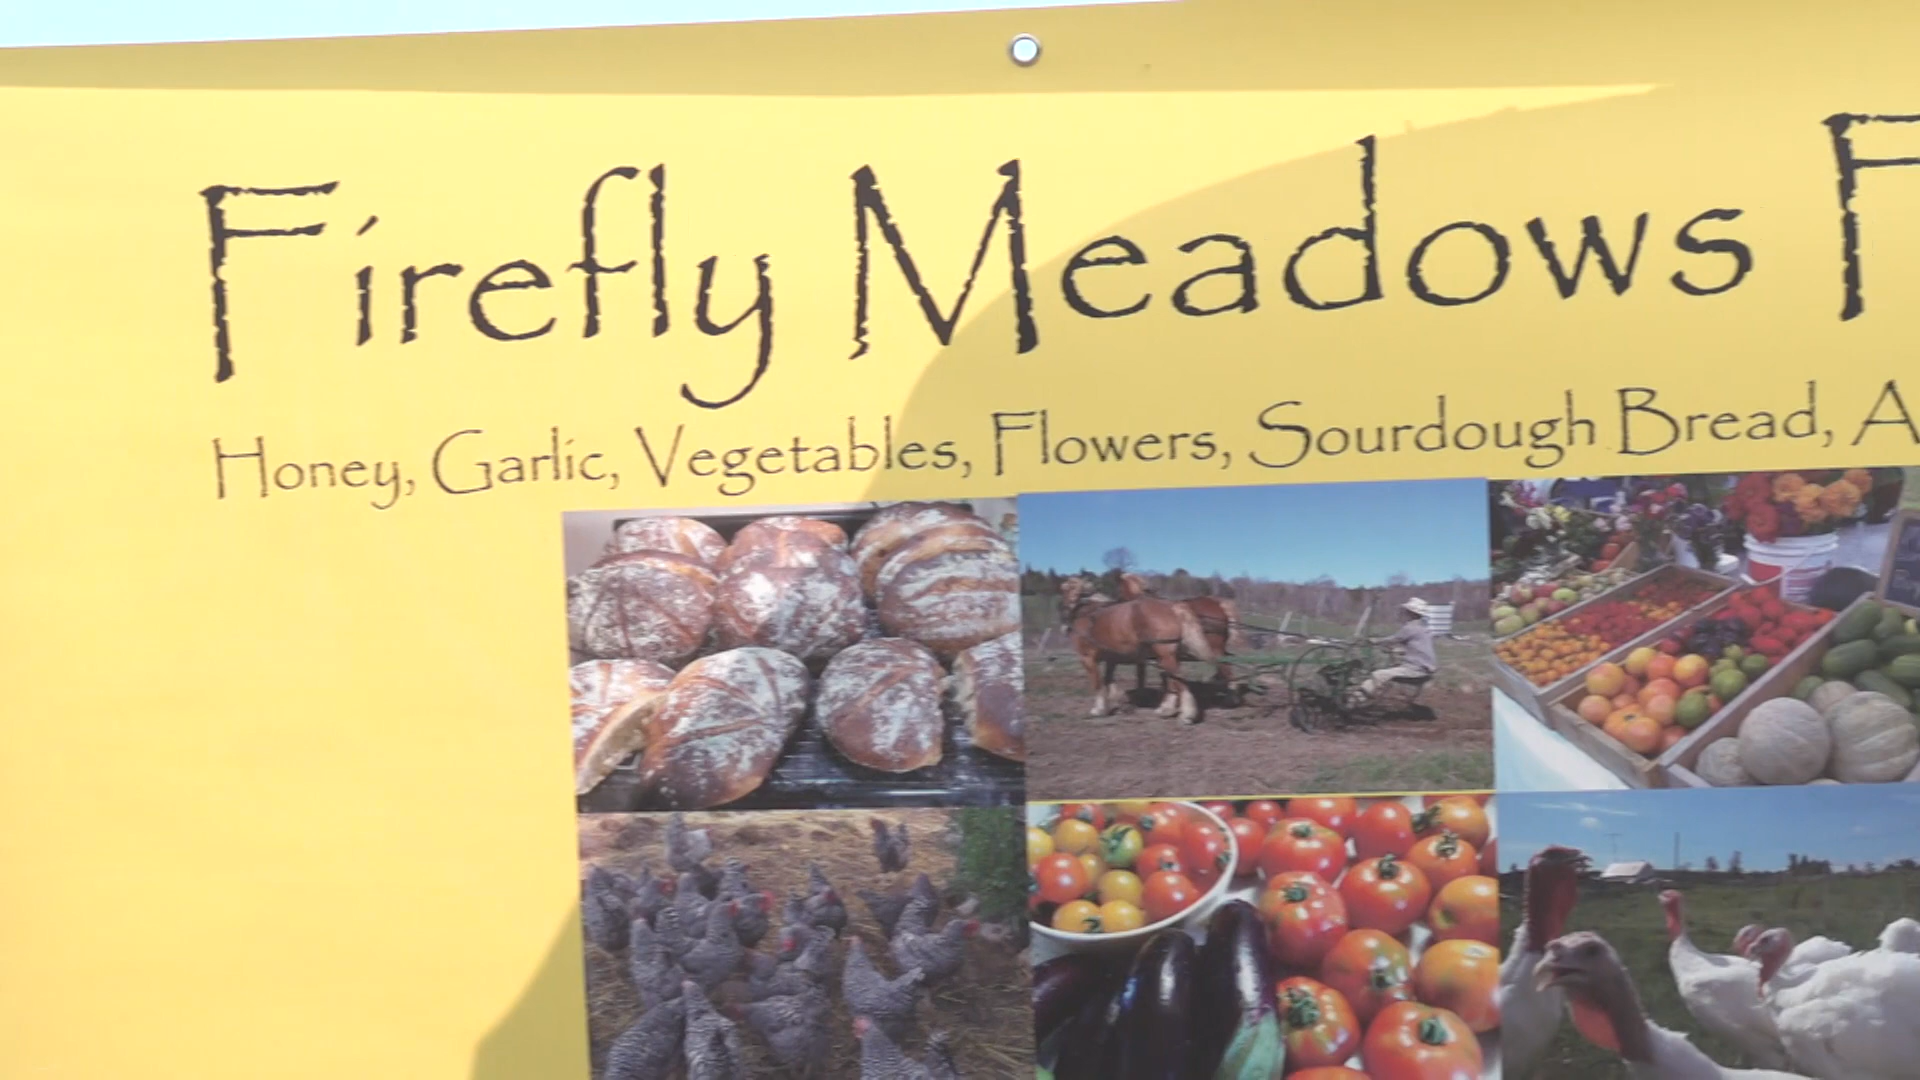 Firefly Meadows F
Honey, Garlic, Vegetables, Flowers, Sourdough Bread, A